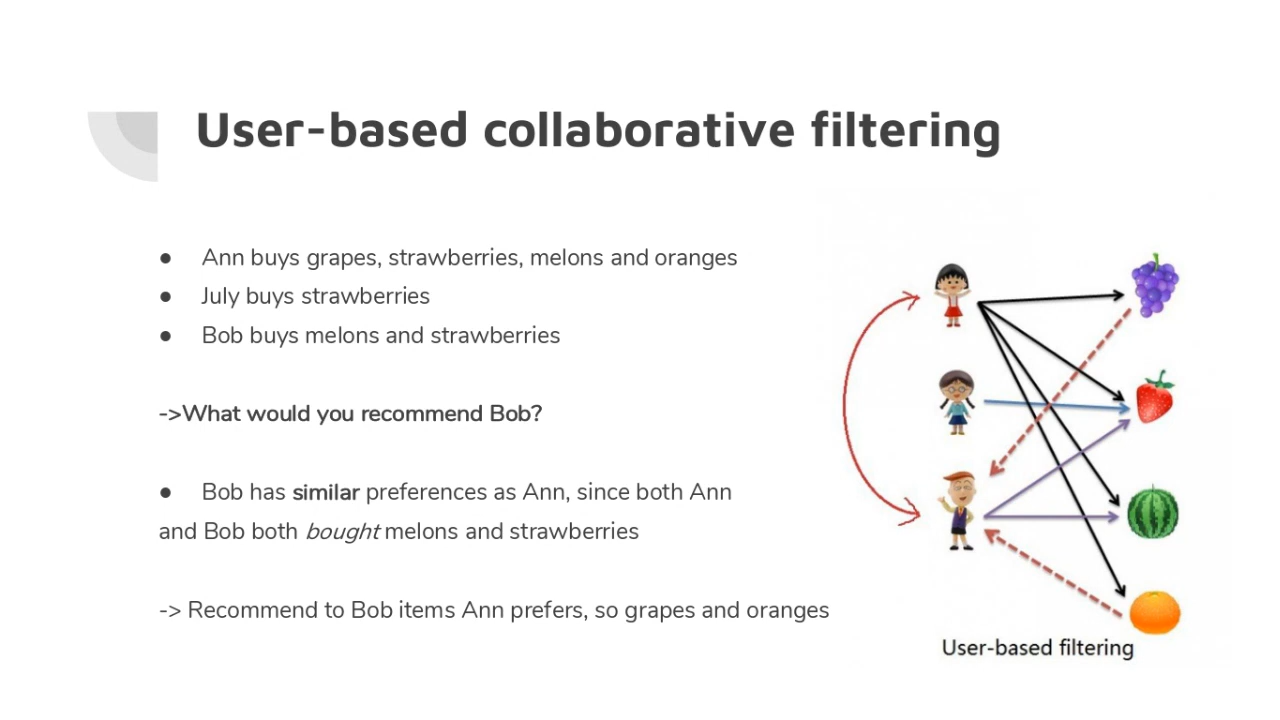 User-based collaborative filtering
● Ann buys grapes, strawberries, melons and oranges
● July buys strawberries
● Bob buys melons and strawberries
->What would you recommend Bob?
● Bob has similar preferences as Ann, since both Ann
and Bob both bought melons and strawberries
-> Recommend to Bob items Ann prefers, so grapes and oranges
User-based filtering